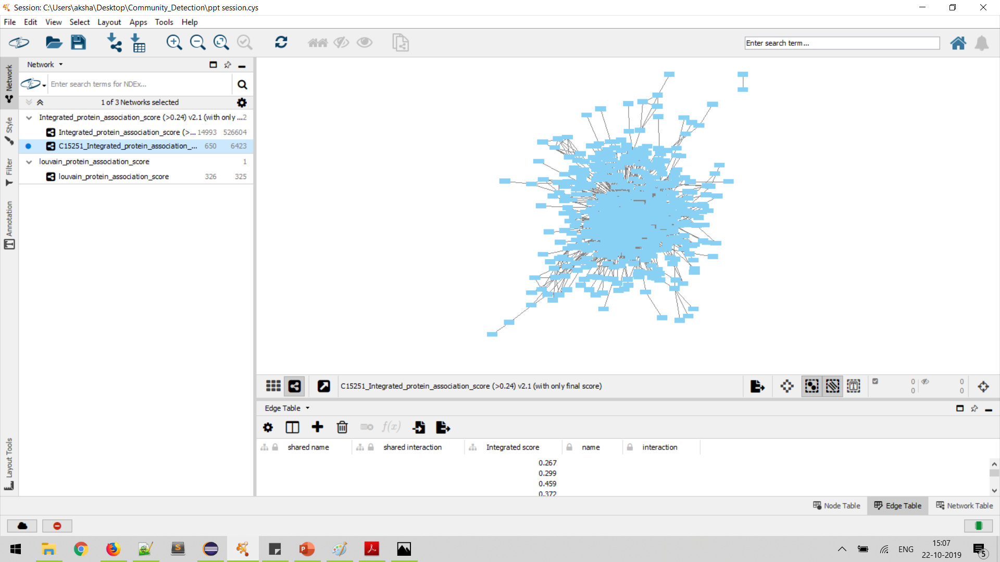 Session: C:\Users\aksha\Desktop\Community_Detection\ppt session.cys
File Edit View Select Layout Apps Tools Help
Enter search term...
Network
Style
Filter
Annotation
Layout Tools
Network
Enter search terms for NDEx...
1 of 3 Networks selected
Integrated_protein_association_score (>0.24) v2.1 (with only ...2
Integrated_protein_association_score (>... 14993 526604
C15251_Integrated_protein_association_... 650 6423
louvain_protein_association_score 1
louvain_protein_association_score 326 325
C15251_Integrated_protein_association_score (>0.24) v2.1 (with only final score)
0 0
0 0
Edge Table
f(x)
shared name shared interaction Integrated score name interaction
0.267
0.299
0.459
0.372
Node Table Edge Table Network Table
ENG
15:07
22-10-2019
5